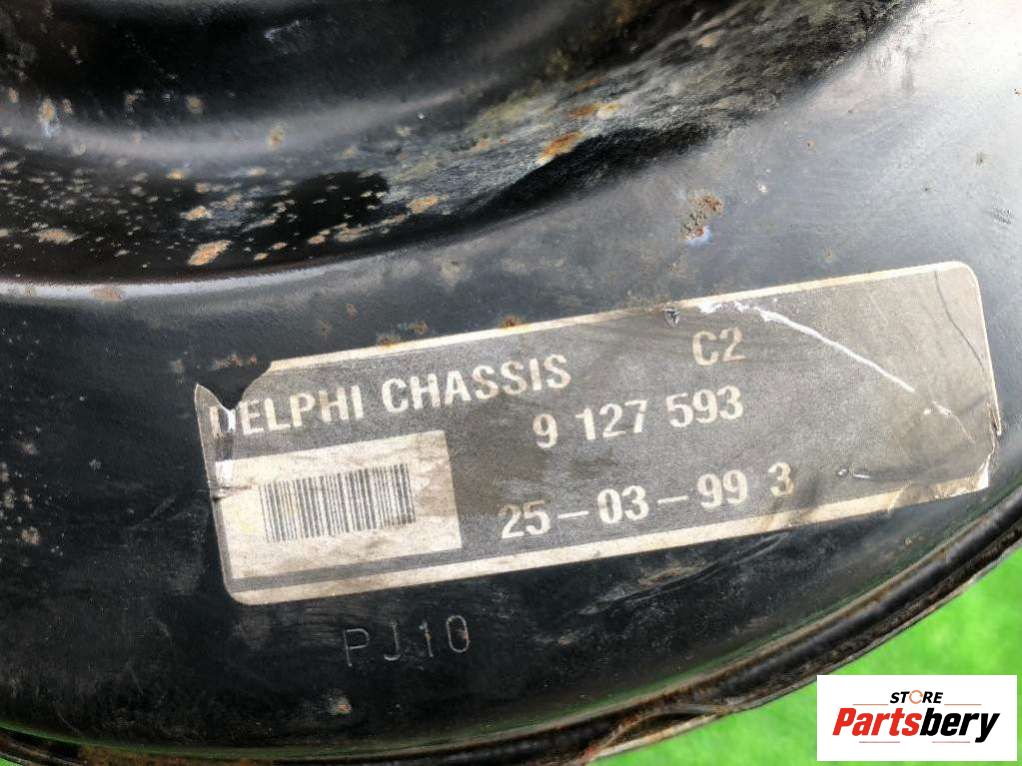 DELPHI CHASSIS C2
9 127 593
25-03-99 3
PJ10
STORE
Partsbery